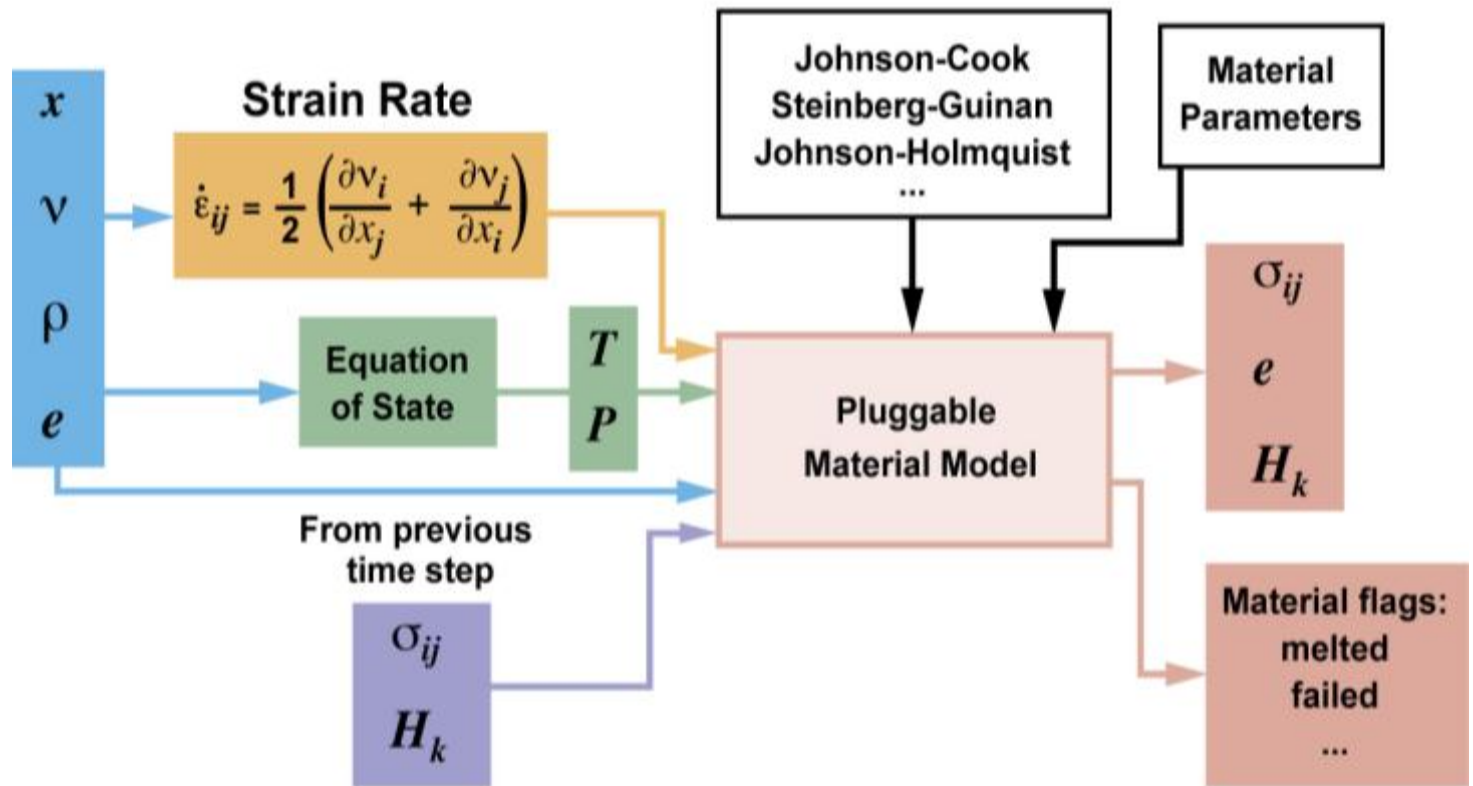 x
ν
ρ
e
Strain Rate
ε̇ij = 1/2 (∂νi/∂xj + ∂νj/∂xi)
Equation
of State
T
P
From previous
time step
σij
Hk
Johnson-Cook
Steinberg-Guinan
Johnson-Holmquist
...
Material
Parameters
Pluggable
Material Model
σij
e
Hk
Material flags:
melted
failed
...